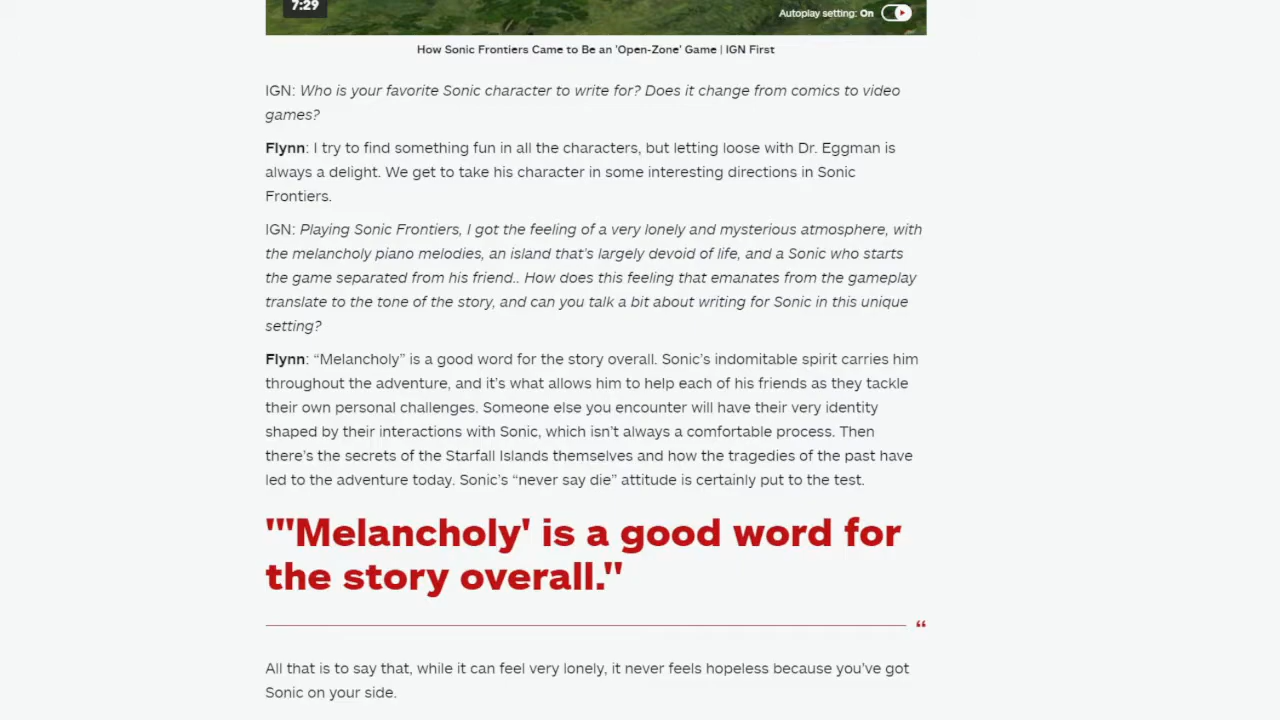 7:29
Autoplay setting: On
How Sonic Frontiers Came to Be an 'Open-Zone' Game | IGN First
IGN: Who is your favorite Sonic character to write for? Does it change from comics to video
games?
Flynn: I try to find something fun in all the characters, but letting loose with Dr. Eggman is
always a delight. We get to take his character in some interesting directions in Sonic
Frontiers.
IGN: Playing Sonic Frontiers, I got the feeling of a very lonely and mysterious atmosphere, with
the melancholy piano melodies, an island that's largely devoid of life, and a Sonic who starts
the game separated from his friend.. How does this feeling that emanates from the gameplay
translate to the tone of the story, and can you talk a bit about writing for Sonic in this unique
setting?
Flynn: “Melancholy” is a good word for the story overall. Sonic’s indomitable spirit carries him
throughout the adventure, and it’s what allows him to help each of his friends as they tackle
their own personal challenges. Someone else you encounter will have their very identity
shaped by their interactions with Sonic, which isn’t always a comfortable process. Then
there’s the secrets of the Starfall Islands themselves and how the tragedies of the past have
led to the adventure today. Sonic’s “never say die” attitude is certainly put to the test.
"'Melancholy' is a good word for
the story overall."
“
All that is to say that, while it can feel very lonely, it never feels hopeless because you’ve got
Sonic on your side.